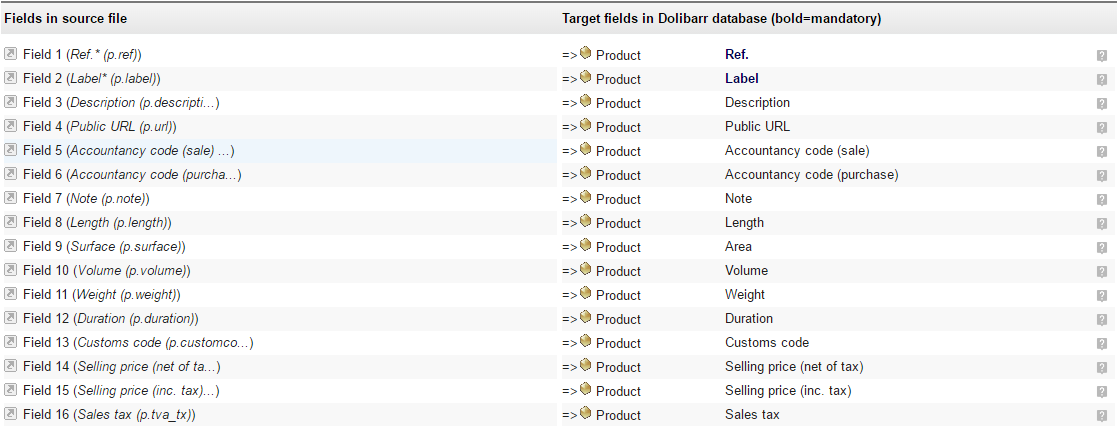 Fields in source file Target fields in Dolibarr database (bold=mandatory)
Field 1 (Ref.* (p.ref)) => Product Ref. ?
Field 2 (Label* (p.label)) => Product Label ?
Field 3 (Description (p.descripti...) => Product Description ?
Field 4 (Public URL (p.url)) => Product Public URL ?
Field 5 (Accountancy code (sale) ...) => Product Accountancy code (sale) ?
Field 6 (Accountancy code (purcha...) => Product Accountancy code (purchase) ?
Field 7 (Note (p.note)) => Product Note ?
Field 8 (Length (p.length)) => Product Length ?
Field 9 (Surface (p.surface)) => Product Area ?
Field 10 (Volume (p.volume)) => Product Volume ?
Field 11 (Weight (p.weight)) => Product Weight ?
Field 12 (Duration (p.duration)) => Product Duration ?
Field 13 (Customs code (p.customco...) => Product Customs code ?
Field 14 (Selling price (net of ta...) => Product Selling price (net of tax) ?
Field 15 (Selling price (inc. tax)...) => Product Selling price (inc. tax) ?
Field 16 (Sales tax (p.tva_tx)) => Product Sales tax ?